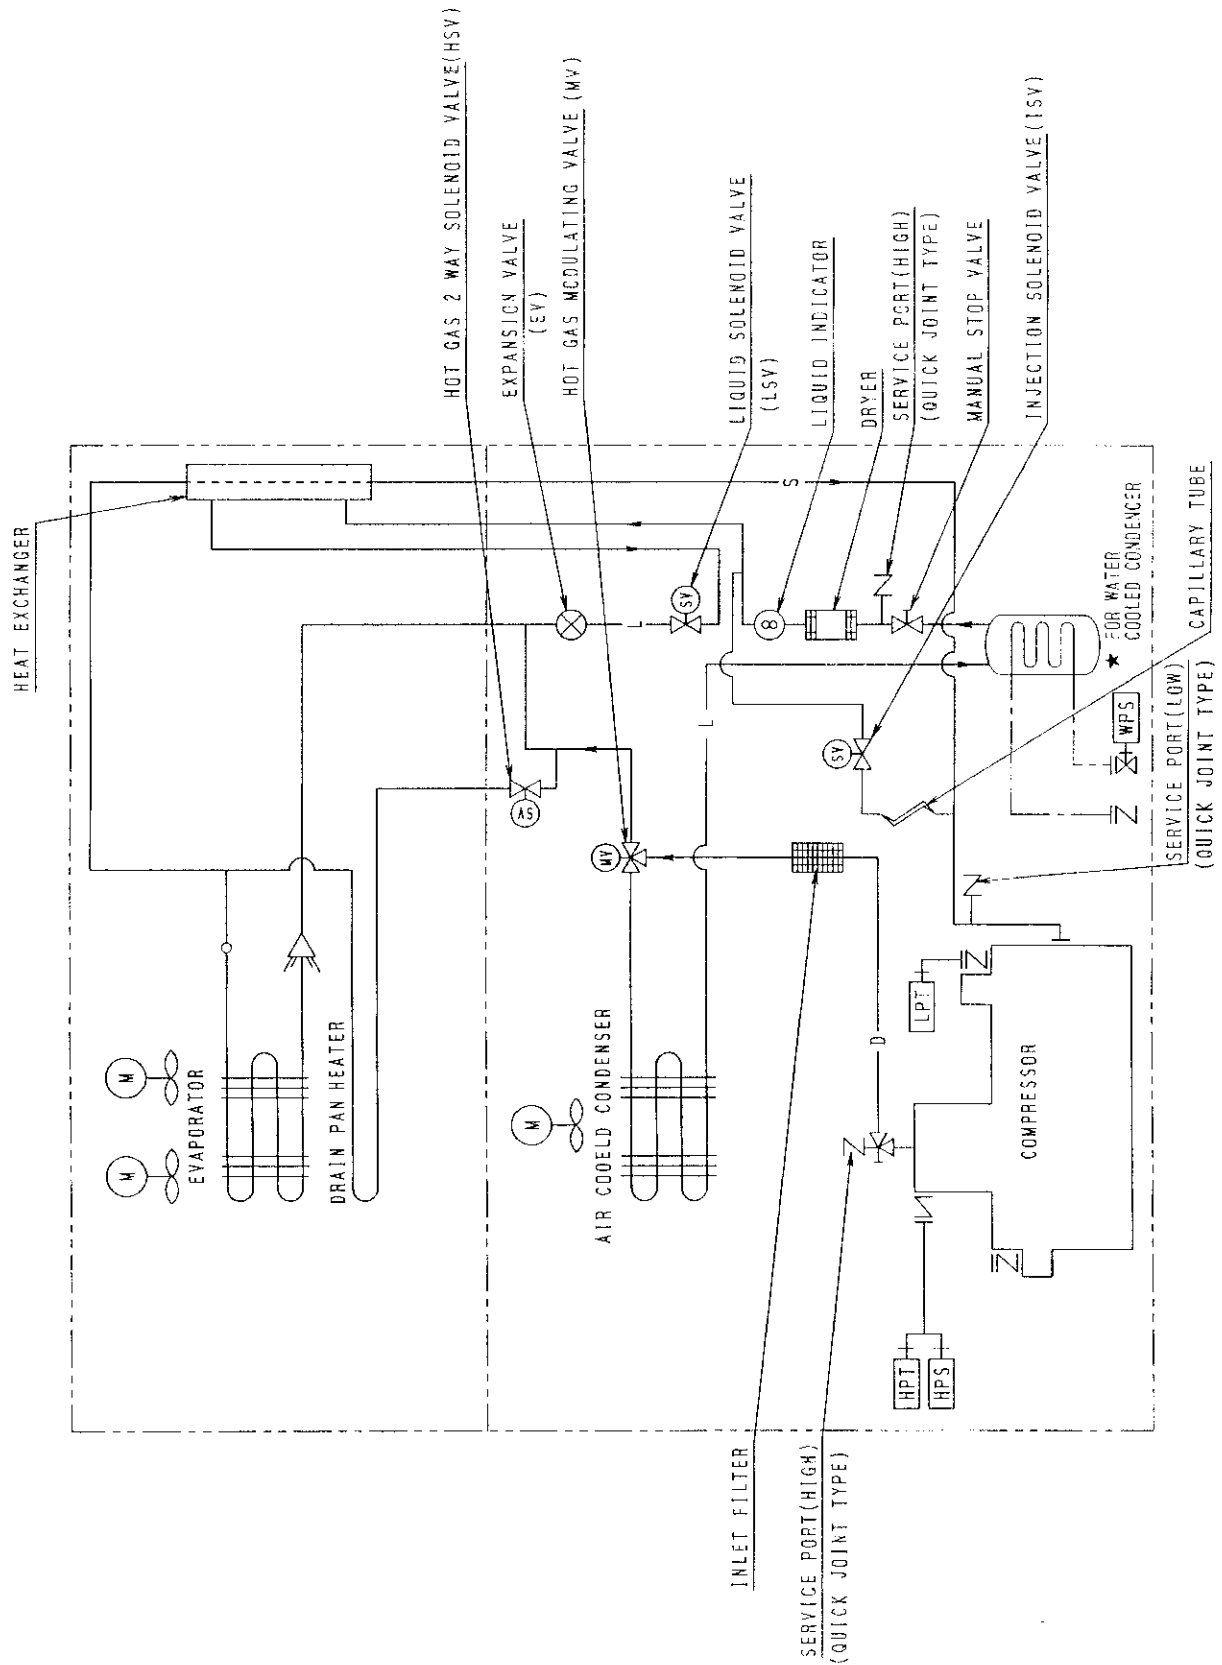 HEAT EXCHANGER
HOT GAS 2 WAY SOLENOID VALVE(HSV)
EXPANSION VALVE
(EV)
HOT GAS MODULATING VALVE (MV)
LIQUID SOLENOID VALVE
(LSV)
LIQUID INDICATOR
DRYER
SERVICE PORT(HIGH)
(QUICK JOINT TYPE)
MANUAL STOP VALVE
INJECTION SOLENOID VALVE(ISV)
CAPILLARY TUBE
SERVICE PORT(LOW)
(QUICK JOINT TYPE)
★ FOR WATER
COOLED CONDENCER
WPS
S
L
SV
8
L
SV
AS
MV
M
M
EVAPORATOR
DRAIN PAN HEATER
M
AIR COOELD CONDENSER
D
LPT
COMPRESSOR
HPT
HPS
INLET FILTER
SERVICE PORT(HIGH)
(QUICK JOINT TYPE)